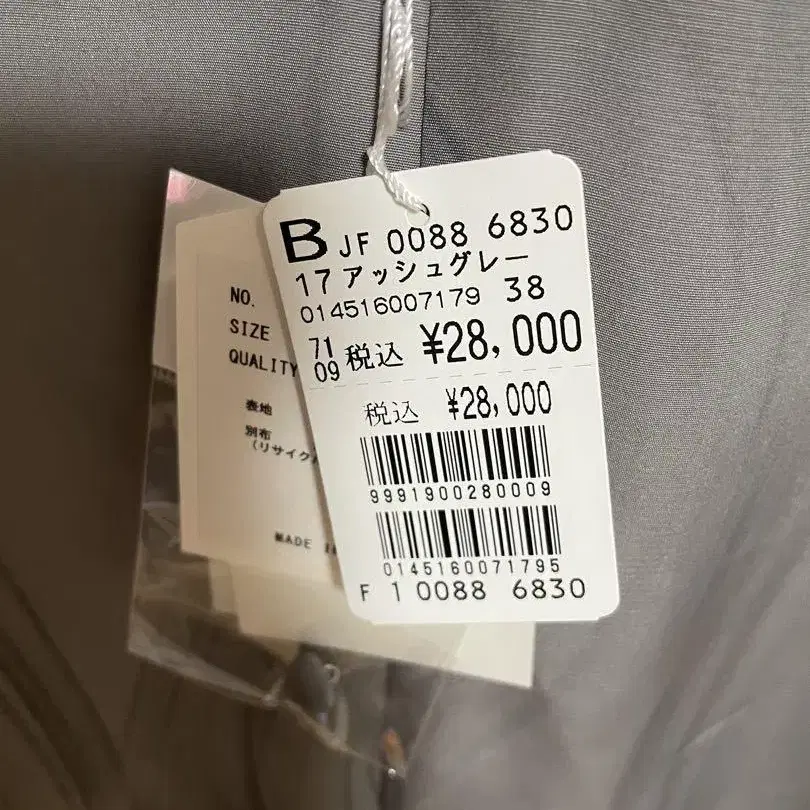 B JF 0088 6830
17 アッシュグレー
014516007179 38
71
09 税込 ¥28,000
税込 ¥28,000
9991900280009
0145160071795
F 1 0088 6830
NO.
SIZE
QUALITY
表地
別布
(リサイク
MADE